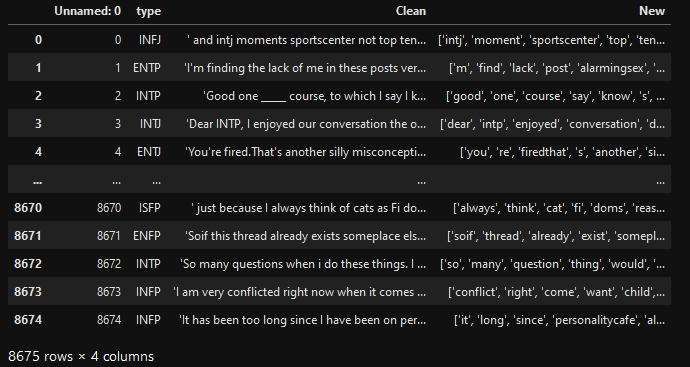 Unnamed: 0 type Clean New
0 0 INFJ ' and intj moments sportscenter not top ten... ['intj', 'moment', 'sportscenter', 'top', 'ten...
1 1 ENTP 'I'm finding the lack of me in these posts ver... ['m', 'find', 'lack', 'post', 'alarmingsex', '...
2 2 INTP 'Good one _____ course, to which I say I k... ['good', 'one', 'course', 'say', 'know', 's', ...
3 3 INTJ 'Dear INTP, I enjoyed our conversation the o... ['dear', 'intp', 'enjoyed', 'conversation', 'd...
4 4 ENTJ 'You're fired.That's another silly misconcepti... ['you', 're', 'firedthat', 's', 'another', 'si...
... ... ... ... ...
8670 8670 ISFP ' just because I always think of cats as Fi do... ['always', 'think', 'cat', 'fi', 'doms', 'reas...
8671 8671 ENFP 'Soif this thread already exists someplace els... ['soif', 'thread', 'already', 'exist', 'somepl...
8672 8672 INTP 'So many questions when i do these things. I ... ['so', 'many', 'question', 'thing', 'would', '...
8673 8673 INFP 'I am very conflicted right now when it comes ... ['conflict', 'right', 'come', 'want', 'child',...
8674 8674 INFP 'It has been too long since I have been on per... ['it', 'long', 'since', 'personalitycafe', 'al...
8675 rows × 4 columns